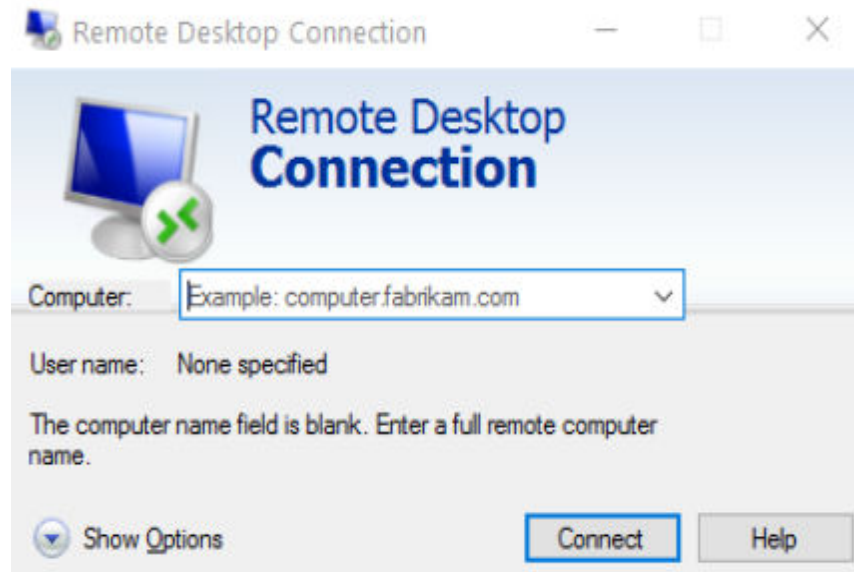 Remote Desktop Connection
Remote Desktop
Connection
Computer: Example: computer.fabrikam.com
User name: None specified
The computer name field is blank. Enter a full remote computer
name.
Show Options Connect Help